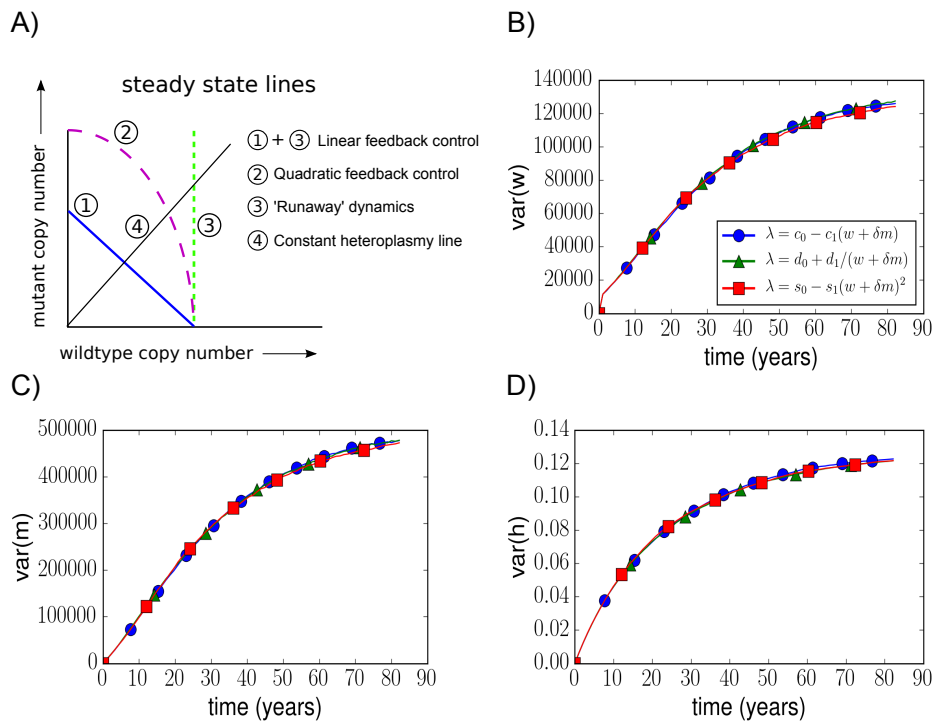 A)
steady state lines
mutant copy number
wildtype copy number
1
2
3
4
1 + 3 Linear feedback control
2 Quadratic feedback control
3 'Runaway' dynamics
4 Constant heteroplasmy line
B)
var(w)
140000
120000
100000
80000
60000
40000
20000
0
0 10 20 30 40 50 60 70 80 90
time (years)
λ = c₀ − c₁(w + δm)
λ = d₀ + d₁/(w + δm)
λ = s₀ − s₁(w + δm)²
C)
var(m)
500000
400000
300000
200000
100000
0
0 10 20 30 40 50 60 70 80 90
time (years)
D)
var(h)
0.14
0.12
0.10
0.08
0.06
0.04
0.02
0.00
0 10 20 30 40 50 60 70 80 90
time (years)